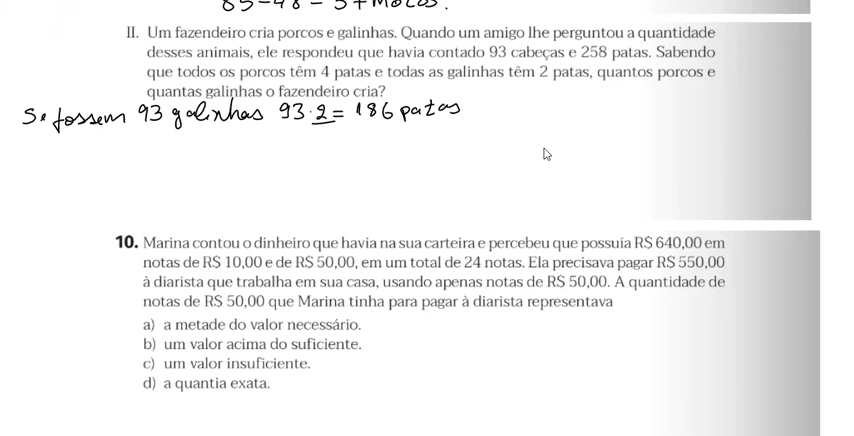 85-48=37 motos.
II. Um fazendeiro cria porcos e galinhas. Quando um amigo lhe perguntou a quantidade
desses animais, ele respondeu que havia contado 93 cabeças e 258 patas. Sabendo
que todos os porcos têm 4 patas e todas as galinhas têm 2 patas, quantos porcos e
quantas galinhas o fazendeiro cria?
Se fossem 93 galinhas 93·2= 186 patas
10. Marina contou o dinheiro que havia na sua carteira e percebeu que possuia R$ 640,00 em
notas de R$ 10,00 e de R$ 50,00, em um total de 24 notas. Ela precisava pagar R$ 550,00
à diarista que trabalha em sua casa, usando apenas notas de R$ 50,00. A quantidade de
notas de R$ 50,00 que Marina tinha para pagar à diarista representava
a) a metade do valor necessário.
b) um valor acima do suficiente.
c) um valor insuficiente.
d) a quantia exata.